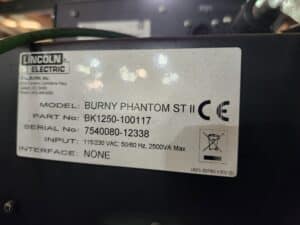 LINCOLN
ELECTRIC
MODEL: BURNY PHANTOM ST II
PART No: BK1250-100117
SERIAL No: 7540080-12338
INPUT: 115/230 VAC, 50/60 Hz, 2500VA Max
INTERFACE: NONE
CE